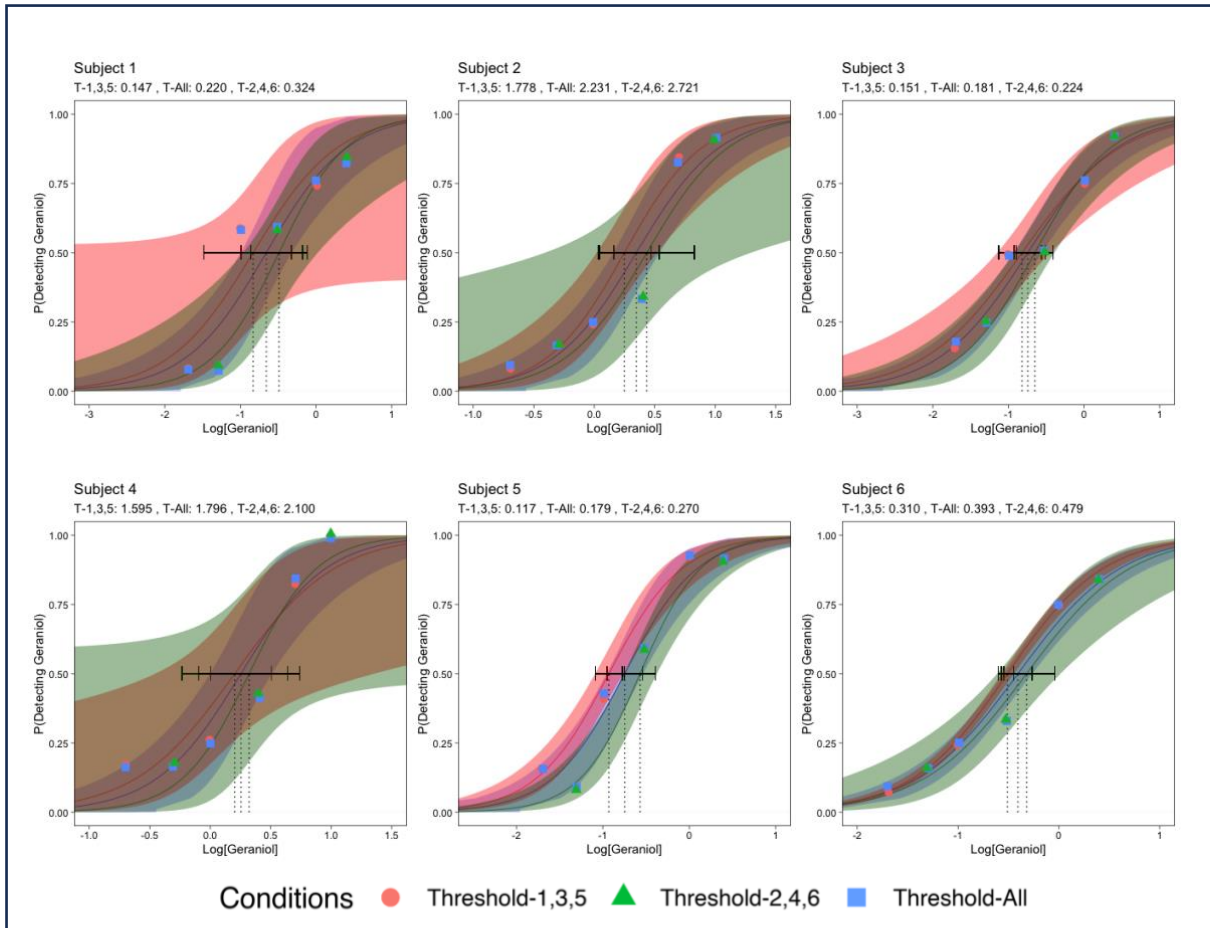 Subject 1
T-1,3,5: 0.147 , T-All: 0.220 , T-2,4,6: 0.324
1.00
0.75
0.50
0.25
0.00
P(Detecting Geraniol)
-3 -2 -1 0 1
Log[Geraniol]
Subject 2
T-1,3,5: 1.778 , T-All: 2.231 , T-2,4,6: 2.721
1.00
0.75
0.50
0.25
0.00
P(Detecting Geraniol)
-1.0 -0.5 0.0 0.5 1.0 1.5
Log[Geraniol]
Subject 3
T-1,3,5: 0.151 , T-All: 0.181 , T-2,4,6: 0.224
1.00
0.75
0.50
0.25
0.00
P(Detecting Geraniol)
-3 -2 -1 0 1
Log[Geraniol]
Subject 4
T-1,3,5: 1.595 , T-All: 1.796 , T-2,4,6: 2.100
1.00
0.75
0.50
0.25
0.00
P(Detecting Geraniol)
-1.0 -0.5 0.0 0.5 1.0 1.5
Log[Geraniol]
Subject 5
T-1,3,5: 0.117 , T-All: 0.179 , T-2,4,6: 0.270
1.00
0.75
0.50
0.25
0.00
P(Detecting Geraniol)
-2 -1 0 1
Log[Geraniol]
Subject 6
T-1,3,5: 0.310 , T-All: 0.393 , T-2,4,6: 0.479
1.00
0.75
0.50
0.25
0.00
P(Detecting Geraniol)
-2 -1 0 1
Log[Geraniol]
Conditions Threshold-1,3,5 Threshold-2,4,6 Threshold-All